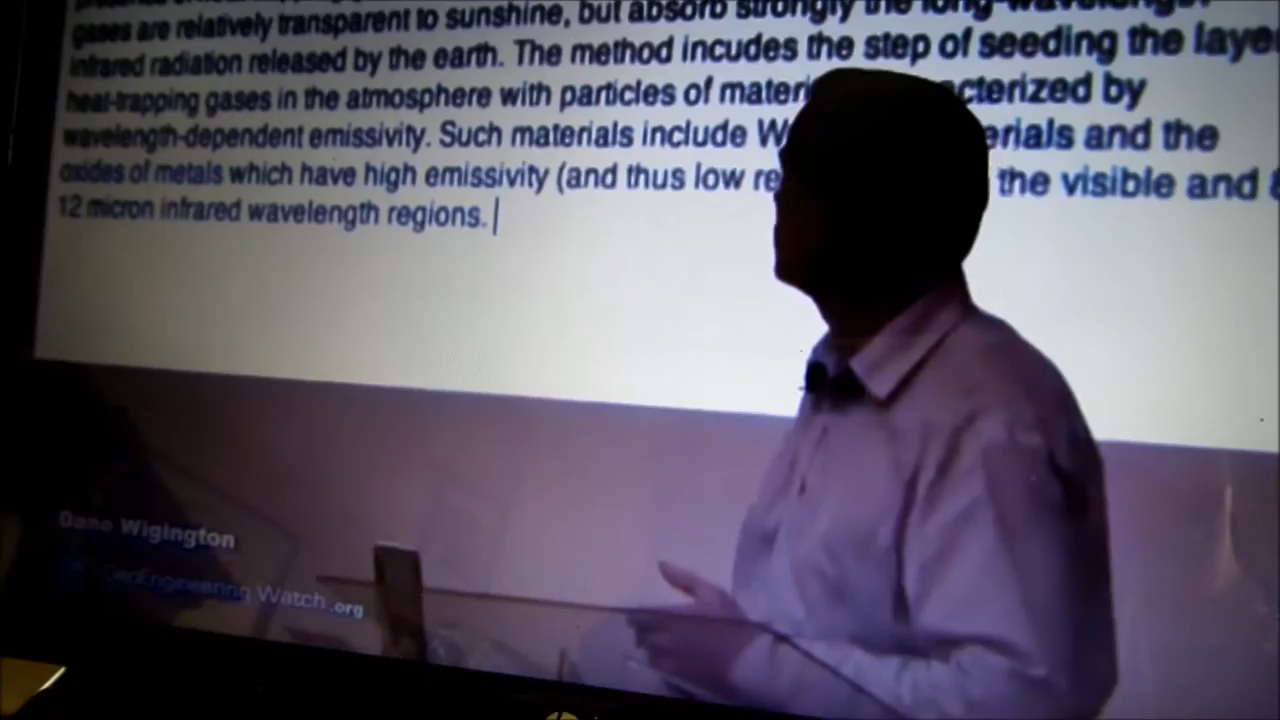 gases are relatively transparent to sunshine, but absorb strongly the long-wavelength
infrared radiation released by the earth. The method incudes the step of seeding the laye
heat-trapping gases in the atmosphere with particles of materi cterized by
wavelength-dependent emissivity. Such materials include W erials and the
oxides of metals which have high emissivity (and thus low re the visible and 8
12 micron infrared wavelength regions.
Dane Wigington
GeoEngineering Watch.org